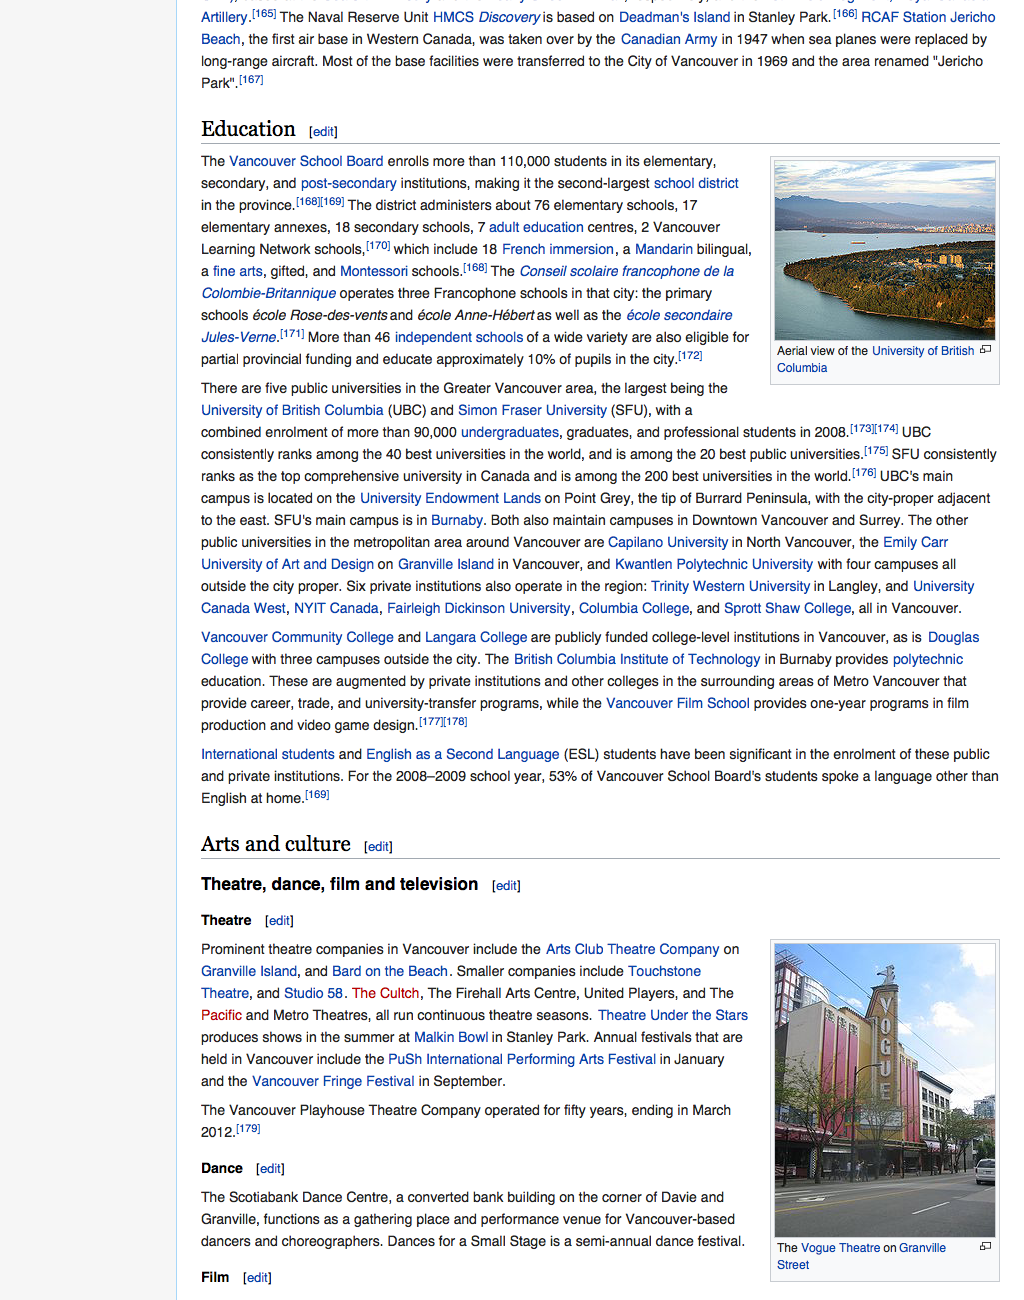 Artillery.[165] The Naval Reserve Unit HMCS Discovery is based on Deadman's Island in Stanley Park.[166] RCAF Station Jericho
Beach, the first air base in Western Canada, was taken over by the Canadian Army in 1947 when sea planes were replaced by
long-range aircraft. Most of the base facilities were transferred to the City of Vancouver in 1969 and the area renamed "Jericho
Park".[167]
Education [edit]
The Vancouver School Board enrolls more than 110,000 students in its elementary,
secondary, and post-secondary institutions, making it the second-largest school district
in the province.[168][169] The district administers about 76 elementary schools, 17
elementary annexes, 18 secondary schools, 7 adult education centres, 2 Vancouver
Learning Network schools,[170] which include 18 French immersion, a Mandarin bilingual,
a fine arts, gifted, and Montessori schools.[168] The Conseil scolaire francophone de la
Colombie-Britannique operates three Francophone schools in that city: the primary
schools école Rose-des-vents and école Anne-Hébert as well as the école secondaire
Jules-Verne.[171] More than 46 independent schools of a wide variety are also eligible for
partial provincial funding and educate approximately 10% of pupils in the city.[172]
Aerial view of the University of British
Columbia
There are five public universities in the Greater Vancouver area, the largest being the
University of British Columbia (UBC) and Simon Fraser University (SFU), with a
combined enrolment of more than 90,000 undergraduates, graduates, and professional students in 2008.[173][174] UBC
consistently ranks among the 40 best universities in the world, and is among the 20 best public universities.[175] SFU consistently
ranks as the top comprehensive university in Canada and is among the 200 best universities in the world.[176] UBC's main
campus is located on the University Endowment Lands on Point Grey, the tip of Burrard Peninsula, with the city-proper adjacent
to the east. SFU's main campus is in Burnaby. Both also maintain campuses in Downtown Vancouver and Surrey. The other
public universities in the metropolitan area around Vancouver are Capilano University in North Vancouver, the Emily Carr
University of Art and Design on Granville Island in Vancouver, and Kwantlen Polytechnic University with four campuses all
outside the city proper. Six private institutions also operate in the region: Trinity Western University in Langley, and University
Canada West, NYIT Canada, Fairleigh Dickinson University, Columbia College, and Sprott Shaw College, all in Vancouver.
Vancouver Community College and Langara College are publicly funded college-level institutions in Vancouver, as is Douglas
College with three campuses outside the city. The British Columbia Institute of Technology in Burnaby provides polytechnic
education. These are augmented by private institutions and other colleges in the surrounding areas of Metro Vancouver that
provide career, trade, and university-transfer programs, while the Vancouver Film School provides one-year programs in film
production and video game design.[177][178]
International students and English as a Second Language (ESL) students have been significant in the enrolment of these public
and private institutions. For the 2008–2009 school year, 53% of Vancouver School Board's students spoke a language other than
English at home.[169]
Arts and culture [edit]
Theatre, dance, film and television [edit]
Theatre [edit]
Prominent theatre companies in Vancouver include the Arts Club Theatre Company on
Granville Island, and Bard on the Beach. Smaller companies include Touchstone
Theatre, and Studio 58. The Cultch, The Firehall Arts Centre, United Players, and The
Pacific and Metro Theatres, all run continuous theatre seasons. Theatre Under the Stars
produces shows in the summer at Malkin Bowl in Stanley Park. Annual festivals that are
held in Vancouver include the PuSh International Performing Arts Festival in January
and the Vancouver Fringe Festival in September.
The Vancouver Playhouse Theatre Company operated for fifty years, ending in March
2012.[179]
Dance [edit]
The Scotiabank Dance Centre, a converted bank building on the corner of Davie and
Granville, functions as a gathering place and performance venue for Vancouver-based
dancers and choreographers. Dances for a Small Stage is a semi-annual dance festival.
VOGUE
The Vogue Theatre on Granville
Street
Film [edit]